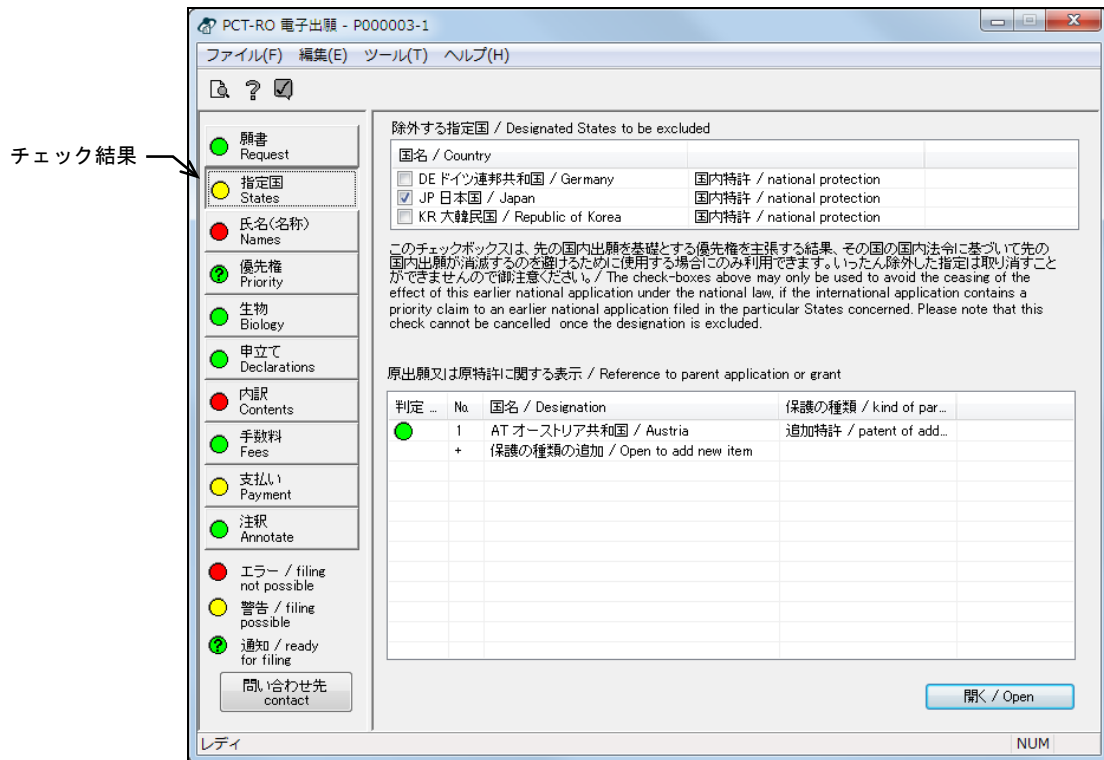 PCT-RO 電子出願 - P000003-1
ファイル(F) 編集(E) ツール(T) ヘルプ(H)
チェック結果
願書
Request
指定国
States
氏名(名称)
Names
優先権
Priority
生物
Biology
申立て
Declarations
内訳
Contents
手数料
Fees
支払い
Payment
注釈
Annotate
エラー / filing
not possible
警告 / filing
possible
通知 / ready
for filing
問い合わせ先
contact
除外する指定国 / Designated States to be excluded
国名 / Country
DE ドイツ連邦共和国 / Germany 国内特許 / national protection
JP 日本国 / Japan 国内特許 / national protection
KR 大韓民国 / Republic of Korea 国内特許 / national protection
このチェックボックスは、先の国内出願を基礎とする優先権を主張する結果、その国の国内法令に基づいて先の
国内出願が消滅するのを避けるために使用する場合にのみ利用できます。いったん除外した指定は取り消すこと
ができませんので御注意ください。/ The check-boxes above may only be used to avoid the ceasing of the
effect of this earlier national application under the national law, if the international application contains a
priority claim to an earlier national application filed in the particular States concerned. Please note that this
check cannot be cancelled once the designation is excluded.
原出願又は原特許に関する表示 / Reference to parent application or grant
判定 ... No. 国名 / Designation 保護の種類 / kind of par...
1 AT オーストリア共和国 / Austria 追加特許 / patent of add...
+ 保護の種類の追加 / Open to add new item
開く / Open
レディ NUM